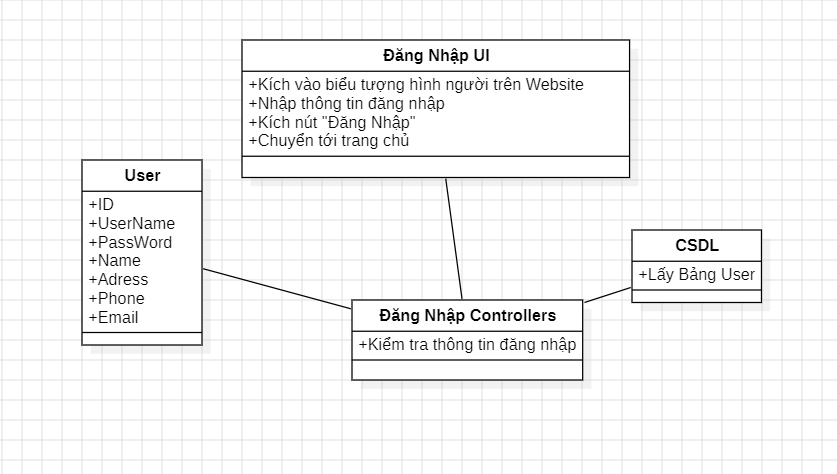 Đăng Nhập UI
+Kích vào biểu tượng hình người trên Website
+Nhập thông tin đăng nhập
+Kích nút "Đăng Nhập"
+Chuyển tới trang chủ
User
+ID
+UserName
+PassWord
+Name
+Adress
+Phone
+Email
CSDL
+Lấy Bảng User
Đăng Nhập Controllers
+Kiểm tra thông tin đăng nhập